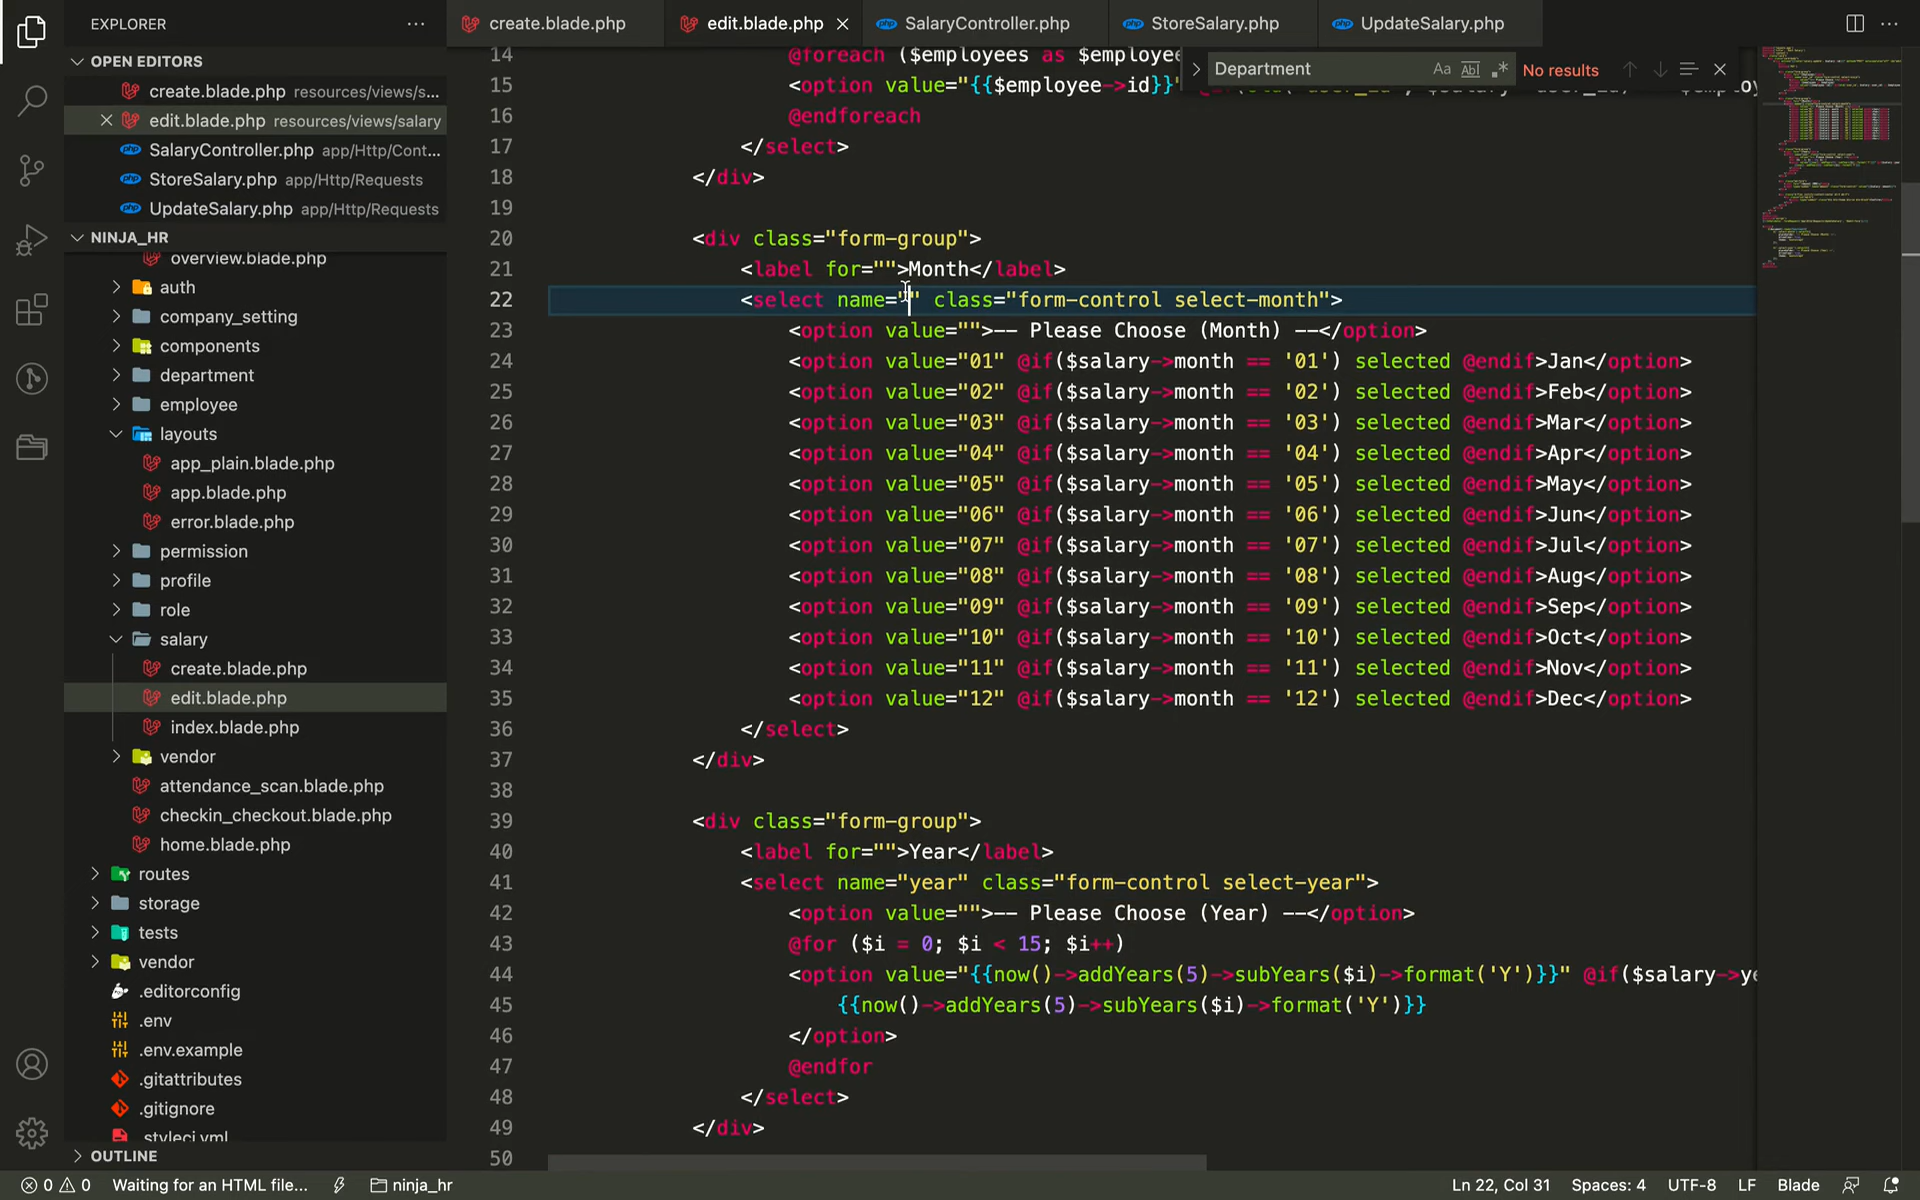 EXPLORER
OPEN EDITORS
create.blade.php resources/views/s...
edit.blade.php resources/views/salary
SalaryController.php app/Http/Cont...
StoreSalary.php app/Http/Requests
UpdateSalary.php app/Http/Requests
NINJA_HR
overview.blade.php
auth
company_setting
components
department
employee
layouts
app_plain.blade.php
app.blade.php
error.blade.php
permission
profile
role
salary
create.blade.php
edit.blade.php
index.blade.php
vendor
attendance_scan.blade.php
checkin_checkout.blade.php
home.blade.php
routes
storage
tests
vendor
.editorconfig
.env
.env.example
.gitattributes
.gitignore
.styleci.yml
OUTLINE
create.blade.php edit.blade.php SalaryController.php StoreSalary.php UpdateSalary.php
Department Aa Abl .* No results
14 @foreach ($employees as $employee
15 <option value="{{$employee->id}}"
16 @endforeach
17 </select>
18 </div>
19
20 <div class="form-group">
21 <label for="">Month</label>
22 <select name="" class="form-control select-month">
23 <option value="">-- Please Choose (Month) --</option>
24 <option value="01" @if($salary->month == '01') selected @endif>Jan</option>
25 <option value="02" @if($salary->month == '02') selected @endif>Feb</option>
26 <option value="03" @if($salary->month == '03') selected @endif>Mar</option>
27 <option value="04" @if($salary->month == '04') selected @endif>Apr</option>
28 <option value="05" @if($salary->month == '05') selected @endif>May</option>
29 <option value="06" @if($salary->month == '06') selected @endif>Jun</option>
30 <option value="07" @if($salary->month == '07') selected @endif>Jul</option>
31 <option value="08" @if($salary->month == '08') selected @endif>Aug</option>
32 <option value="09" @if($salary->month == '09') selected @endif>Sep</option>
33 <option value="10" @if($salary->month == '10') selected @endif>Oct</option>
34 <option value="11" @if($salary->month == '11') selected @endif>Nov</option>
35 <option value="12" @if($salary->month == '12') selected @endif>Dec</option>
36 </select>
37 </div>
38
39 <div class="form-group">
40 <label for="">Year</label>
41 <select name="year" class="form-control select-year">
42 <option value="">-- Please Choose (Year) --</option>
43 @for ($i = 0; $i < 15; $i++)
44 <option value="{{now()->addYears(5)->subYears($i)->format('Y')}}" @if($salary->ye
45 {{now()->addYears(5)->subYears($i)->format('Y')}}
46 </option>
47 @endfor
48 </select>
49 </div>
50
0 0 Waiting for an HTML file... ninja_hr Ln 22, Col 31 Spaces: 4 UTF-8 LF Blade